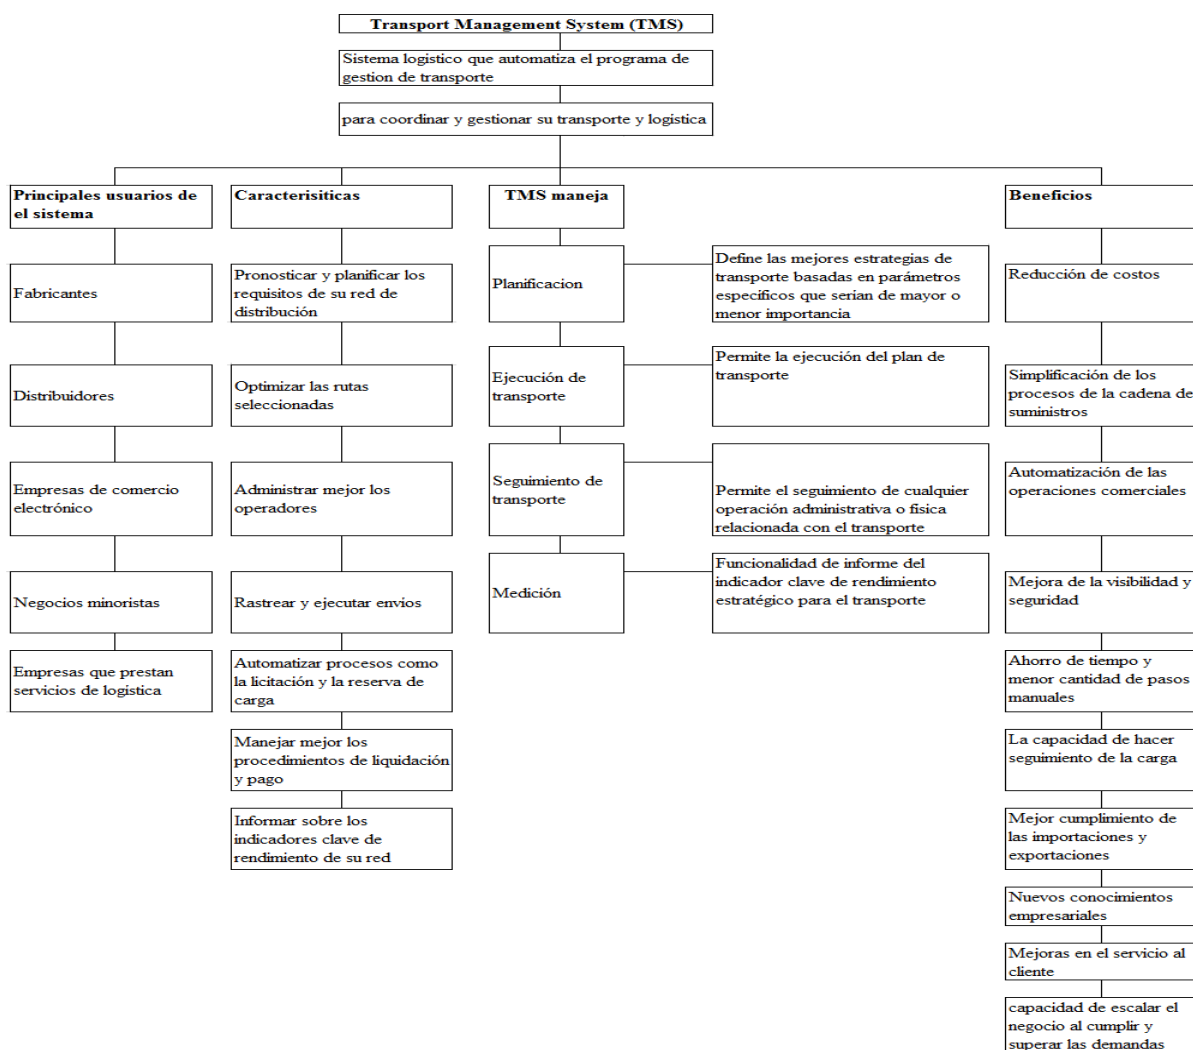 Transport Management System (TMS)
Sistema logistico que automatiza el programa de
gestion de transporte
para coordinar y gestionar su transporte y logistica
Principales usuarios de
el sistema
Fabricantes
Distribuidores
Empresas de comercio
electrónico
Negocios minoristas
Empresas que prestan
servicios de logística
Caracterisiticas
Pronosticar y planificar los
requisitos de su red de
distribución
Optimizar las rutas
seleccionadas
Administrar mejor los
operadores
Rastrear y ejecutar envíos
Automatizar procesos como
la licitación y la reserva de
carga
Manejar mejor los
procedimientos de liquidación
y pago
Informar sobre los
indicadores clave de
rendimiento de su red
TMS maneja
Planificacion
Define las mejores estrategias de
transporte basadas en parámetros
específicos que serian de mayor o
menor importancia
Ejecución de
transporte
Permite la ejecución del plan de
transporte
Seguimiento de
transporte
Permite el seguimiento de cualquier
operación administrativa o física
relacionada con el transporte
Medición
Funcionalidad de informe del
indicador clave de rendimiento
estratégico para el transporte
Beneficios
Reducción de costos
Simplificación de los
procesos de la cadena de
suministros
Automatización de las
operaciones comerciales
Mejora de la visibilidad y
seguridad
Ahorro de tiempo y
menor cantidad de pasos
manuales
La capacidad de hacer
seguimiento de la carga
Mejor cumplimiento de
las importaciones y
exportaciones
Nuevos conocimientos
empresariales
Mejoras en el servicio al
cliente
capacidad de escalar el
negocio al cumplir y
superar las demandas